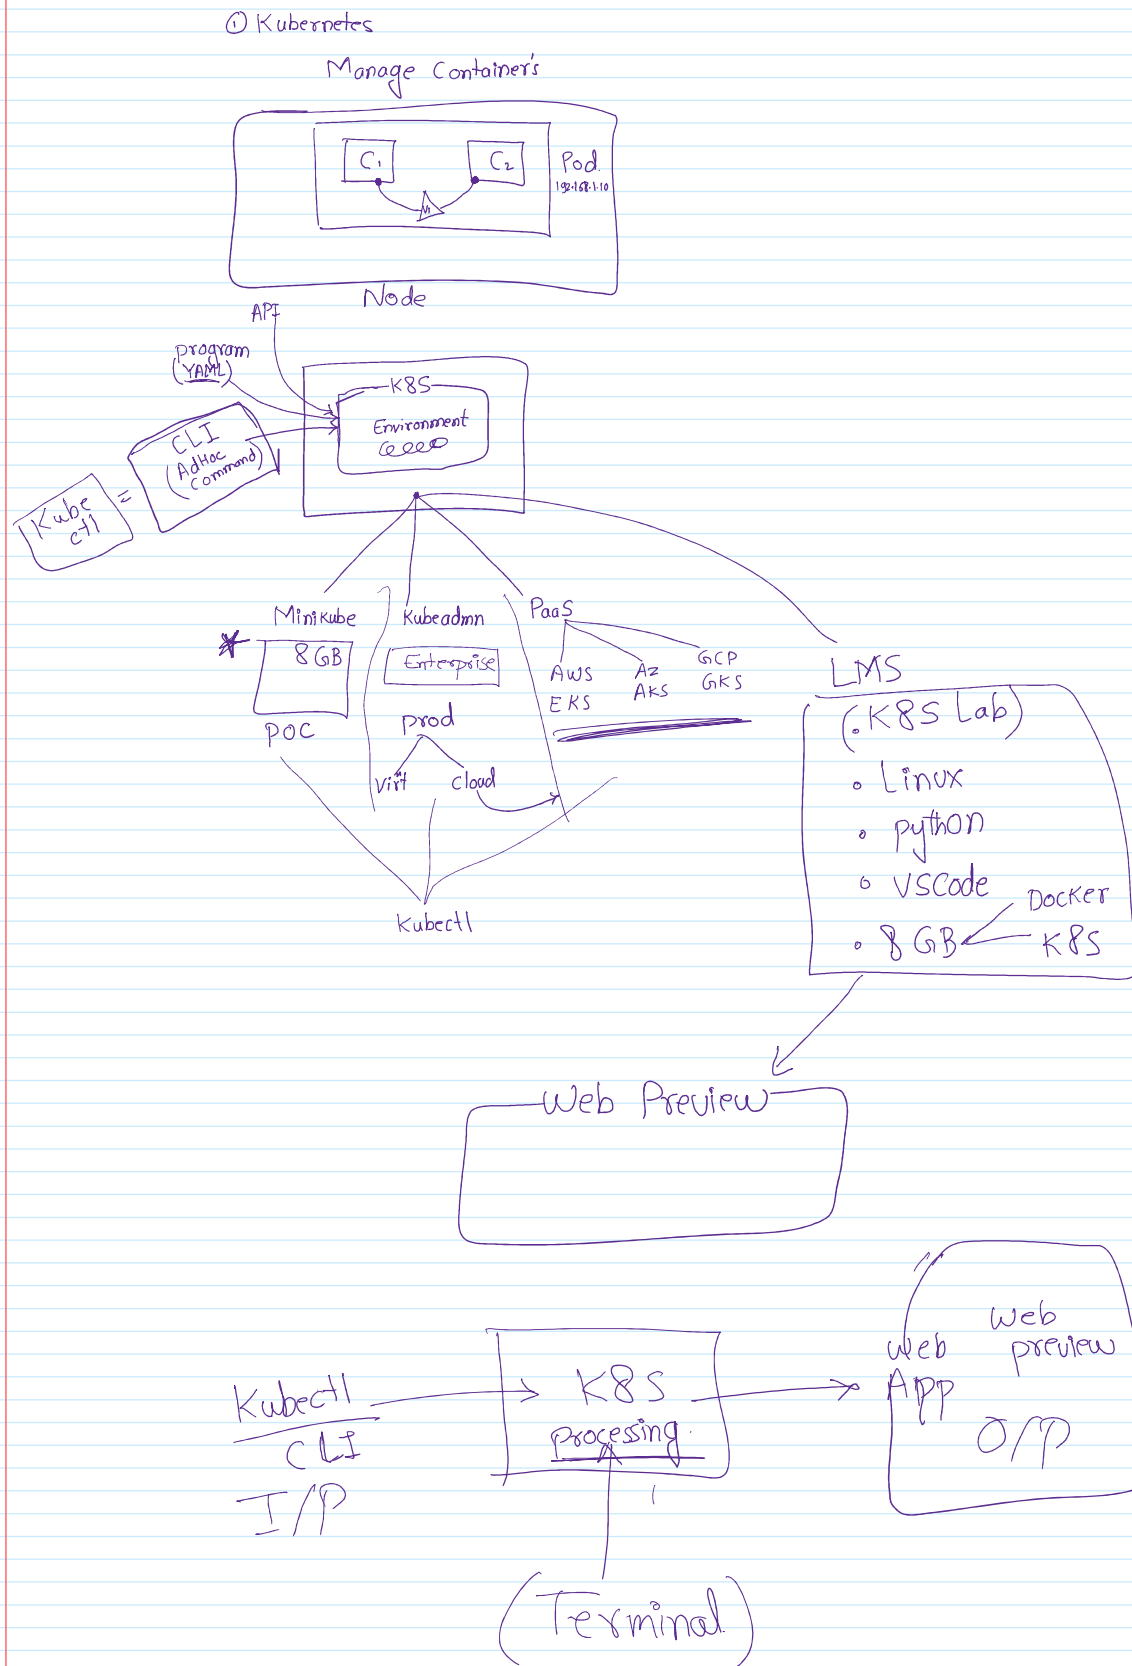 ① Kubernetes
Manage Container's
C1
C2
Pod
192.168.1.10
V1
Node
API
program
(YAML)
K8S
Environment
CLI
(AdHoc
Command)
=
Kube
ctl
Minikube
Kubeadmn
PaaS
8 GB
Enterprise
AWS
EKS
AZ
AKS
GCP
GKS
POC
prod
Virt
Cloud
Kubectl
LMS
(. K8S Lab)
Linux
python
VSCode
8 GB
Docker
K8S
Web Preview
Kubectl
CLI
I/P
K8S
processing
Web
App
Web
preview
O/P
(Terminal)